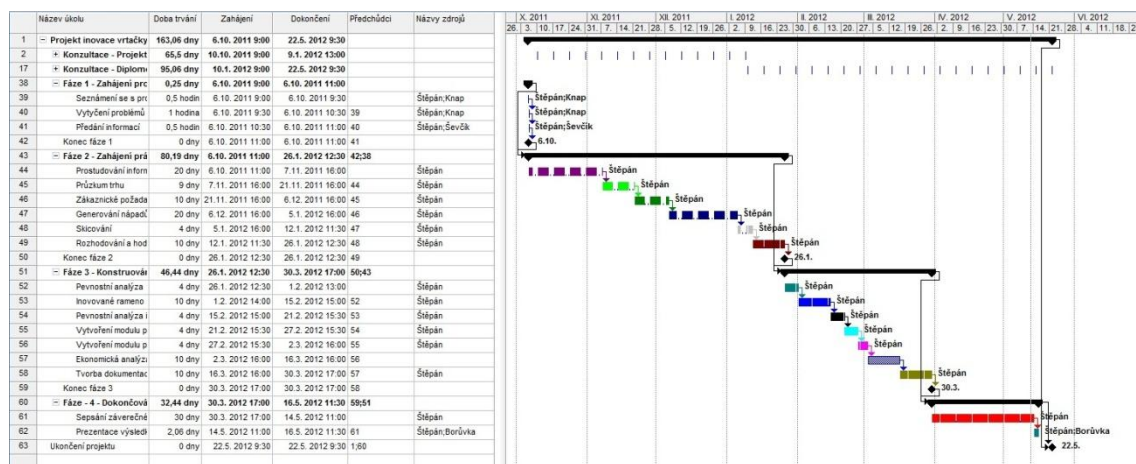 Název úkolu Doba trvání Zahájení Dokončení Předchůdci Názvy zdrojů
X. 2011 XI. 2011 XII. 2011 I. 2012 II. 2012 III. 2012 IV. 2012 V. 2012 VI. 2012
26. 3. 10. 17. 24. 31. 7. 14. 21. 28. 5. 12. 19. 26. 2. 9. 16. 23. 30. 6. 13. 20. 27. 5. 12. 19. 26. 2. 9. 16. 23. 30. 7. 14. 21. 28. 4. 11. 18.
1 Projekt inovace vrtačky 163,06 dny 6.10. 2011 9:00 22.5. 2012 9:30
2 Konzultace - Projekt 65,5 dny 10.10. 2011 9:00 9.1. 2012 13:00
17 Konzultace - Diplom 95,06 dny 10.1. 2012 9:00 22.5. 2012 9:30
38 Fáze 1 - Zahájení pro 0,25 dny 6.10. 2011 9:00 6.10. 2011 11:00
39 Seznámení se s pro 0,5 hodin 6.10. 2011 9:00 6.10. 2011 9:30 Štěpán;Knap Štěpán;Knap
40 Vytyčení problémů 1 hodina 6.10. 2011 9:30 6.10. 2011 10:30 39 Štěpán;Knap Štěpán;Knap
41 Předání informací 0,5 hodin 6.10. 2011 10:30 6.10. 2011 11:00 40 Štěpán;Ševčík Štěpán;Ševčík
42 Konec fáze 1 0 dny 6.10. 2011 11:00 6.10. 2011 11:00 41 6.10.
43 Fáze 2 - Zahájení prá 80,19 dny 6.10. 2011 11:00 26.1. 2012 12:30 42;38
44 Prostudování inform 20 dny 6.10. 2011 11:00 7.11. 2011 16:00 Štěpán Štěpán
45 Průzkum trhu 9 dny 7.11. 2011 16:00 21.11. 2011 16:00 44 Štěpán Štěpán
46 Zákaznické požada 10 dny 21.11. 2011 16:00 6.12. 2011 16:00 45 Štěpán Štěpán
47 Generování nápadů 20 dny 6.12. 2011 16:00 5.1. 2012 16:00 46 Štěpán Štěpán
48 Skicování 4 dny 5.1. 2012 16:00 12.1. 2012 11:30 47 Štěpán Štěpán
49 Rozhodování a hod 10 dny 12.1. 2012 11:30 26.1. 2012 12:30 48 Štěpán Štěpán
50 Konec fáze 2 0 dny 26.1. 2012 12:30 26.1. 2012 12:30 49 26.1.
51 Fáze 3 - Konstruován 46,44 dny 26.1. 2012 12:30 30.3. 2012 17:00 50;43
52 Pevnostní analýza 4 dny 26.1. 2012 12:30 1.2. 2012 13:00 Štěpán Štěpán
53 Inovované rameno 10 dny 1.2. 2012 14:00 15.2. 2012 15:00 52 Štěpán Štěpán
54 Pevnostní analýza i 4 dny 15.2. 2012 15:00 21.2. 2012 15:30 53 Štěpán Štěpán
55 Vytvoření modulu p 4 dny 21.2. 2012 15:30 27.2. 2012 15:30 54 Štěpán Štěpán
56 Vytvoření modulu p 4 dny 27.2. 2012 15:30 2.3. 2012 16:00 55 Štěpán Štěpán
57 Ekonomická analýz 10 dny 2.3. 2012 16:00 16.3. 2012 16:00 56
58 Tvorba dokumentac 10 dny 16.3. 2012 16:00 30.3. 2012 17:00 57 Štěpán Štěpán
59 Konec fáze 3 0 dny 30.3. 2012 17:00 30.3. 2012 17:00 58 30.3.
60 Fáze - 4 - Dokončová 32,44 dny 30.3. 2012 17:00 16.5. 2012 11:30 59;51
61 Sepsání závěrečné 30 dny 30.3. 2012 17:00 14.5. 2012 11:00 Štěpán Štěpán
62 Prezentace výsledk 2,06 dny 14.5. 2012 11:00 16.5. 2012 11:30 61 Štěpán;Borůvka Štěpán;Borůvka
63 Ukončení projektu 0 dny 22.5. 2012 9:30 22.5. 2012 9:30 1;60 22.5.